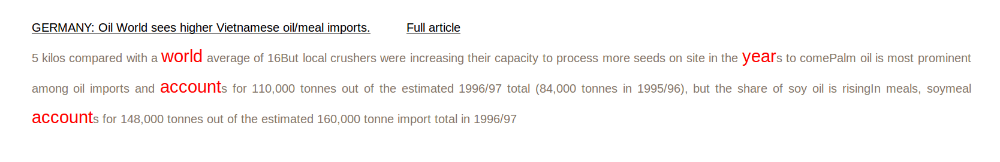 GERMANY: Oil World sees higher Vietnamese oil/meal imports. Full article
5 kilos compared with a world average of 16But local crushers were increasing their capacity to process more seeds on site in the years to comePalm oil is most prominent
among oil imports and accounts for 110,000 tonnes out of the estimated 1996/97 total (84,000 tonnes in 1995/96), but the share of soy oil is risingIn meals, soymeal
accounts for 148,000 tonnes out of the estimated 160,000 tonne import total in 1996/97